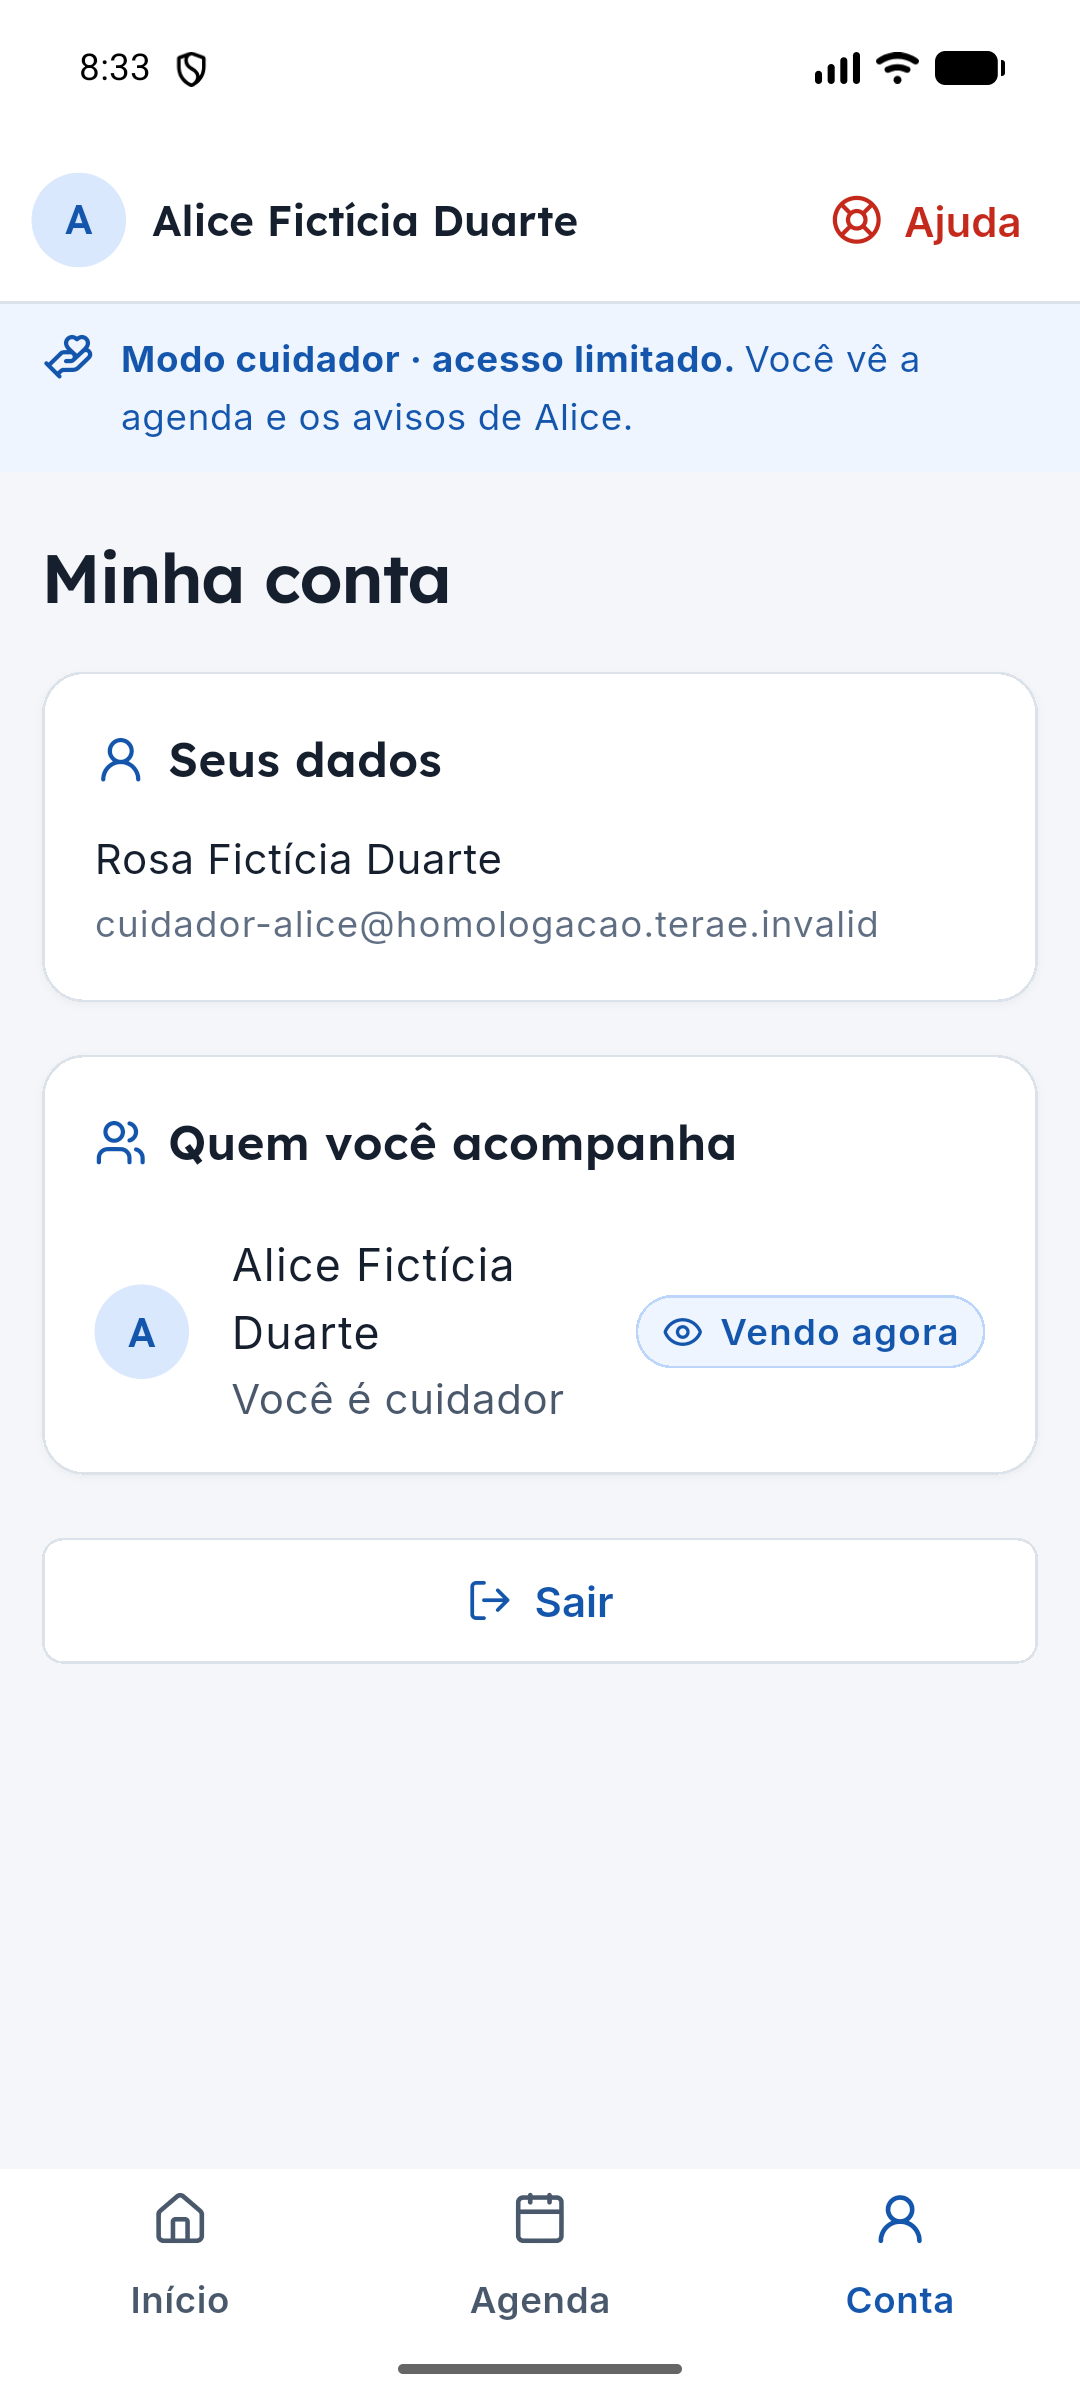 8:33
A
Alice Fictícia Duarte
Ajuda
Modo cuidador · acesso limitado. Você vê a
agenda e os avisos de Alice.
Minha conta
Seus dados
Rosa Fictícia Duarte
cuidador-alice@homologacao.terae.invalid
Quem você acompanha
A
Alice Fictícia
Duarte
Você é cuidador
Vendo agora
Sair
Início
Agenda
Conta